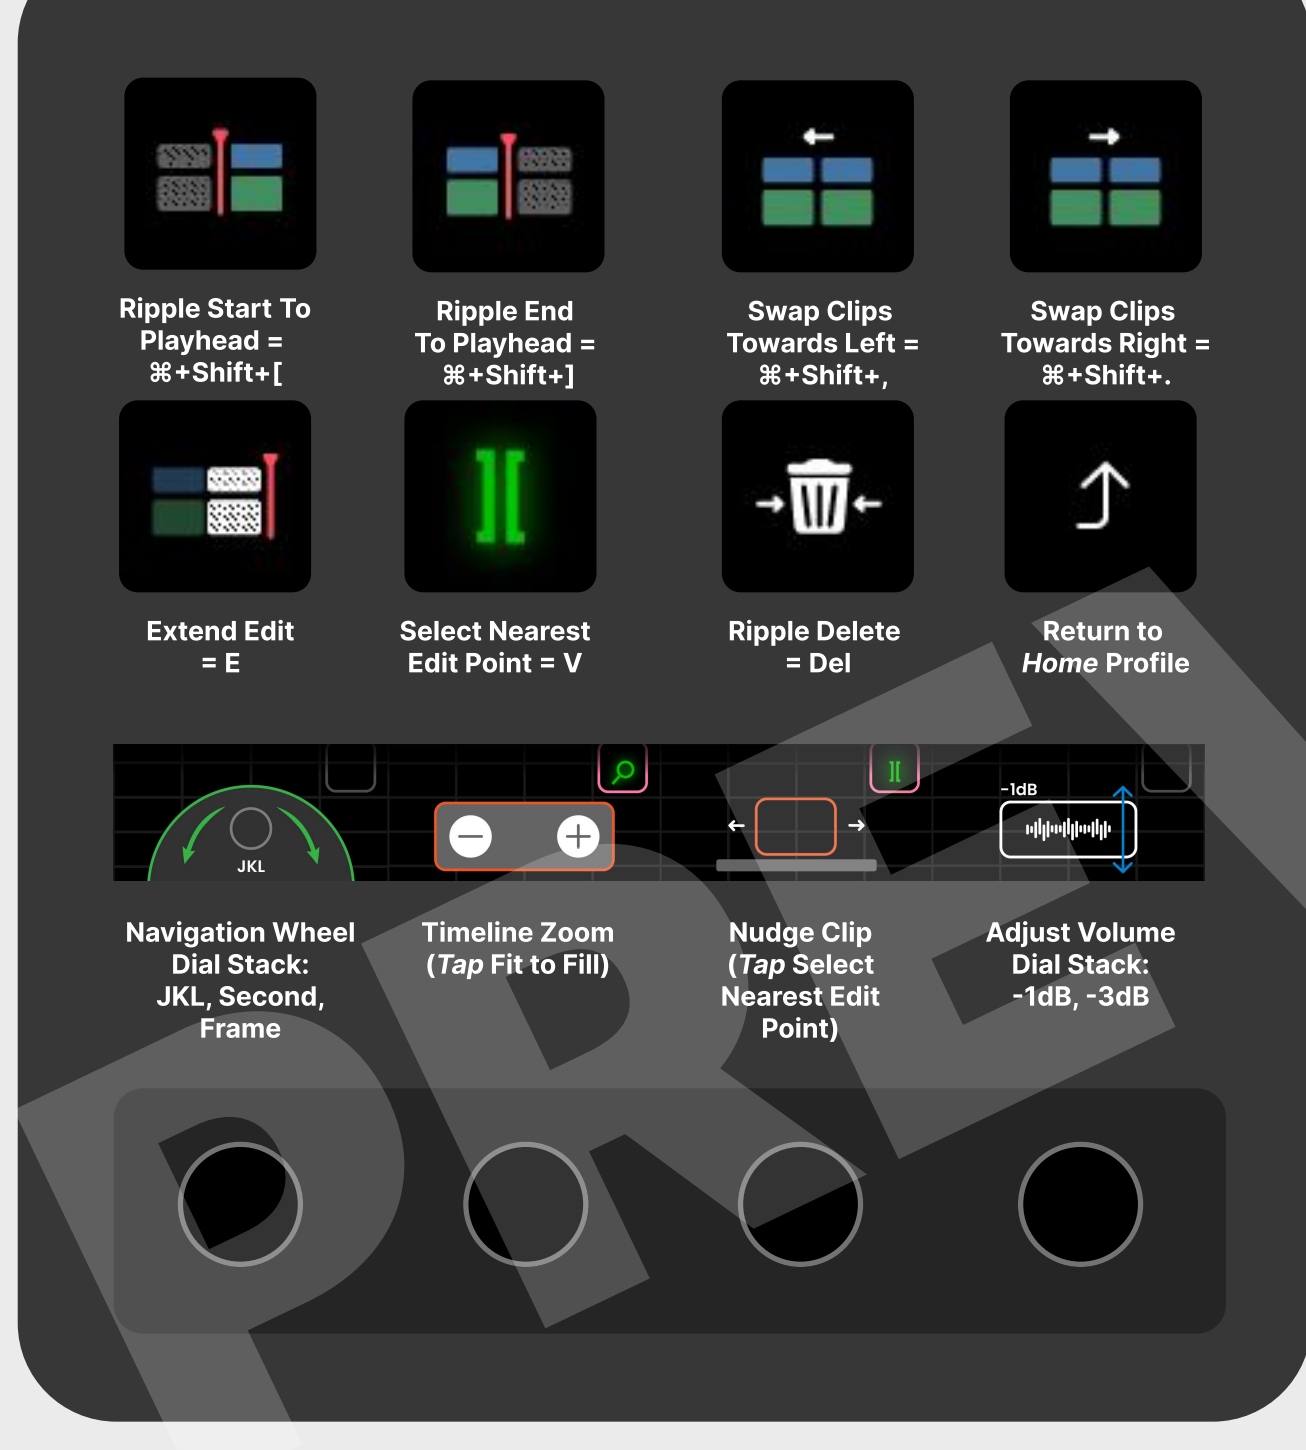 Ripple Start To
Playhead =
⌘+Shift+[
Ripple End
To Playhead =
⌘+Shift+]
Swap Clips
Towards Left =
⌘+Shift+,
Swap Clips
Towards Right =
⌘+Shift+.
Extend Edit
= E
Select Nearest
Edit Point = V
Ripple Delete
= Del
Return to
Home Profile
JKL
-1dB
Navigation Wheel
Dial Stack:
JKL, Second,
Frame
Timeline Zoom
(Tap Fit to Fill)
Nudge Clip
(Tap Select
Nearest Edit
Point)
Adjust Volume
Dial Stack:
-1dB, -3dB